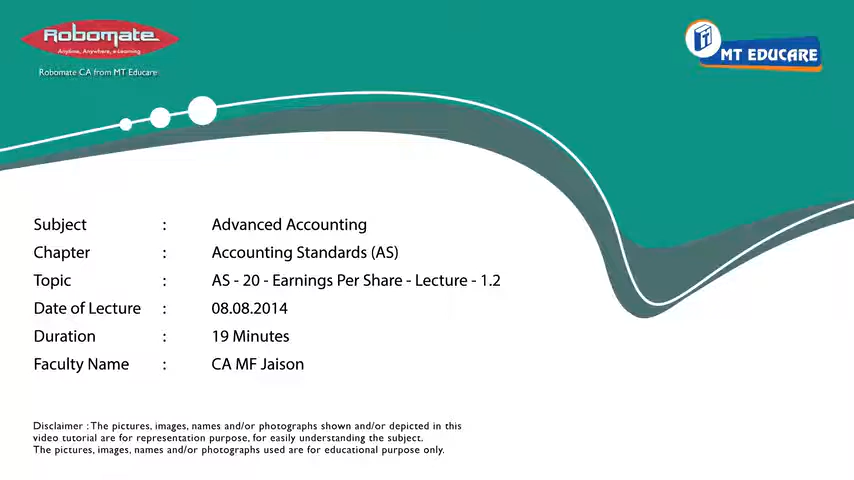 Robomate
Anytime, Anywhere, e-Learning
Robomate CA from MT Educare
MT EDUCARE
Subject : Advanced Accounting
Chapter : Accounting Standards (AS)
Topic : AS - 20 - Earnings Per Share - Lecture - 1.2
Date of Lecture : 08.08.2014
Duration : 19 Minutes
Faculty Name : CA MF Jaison
Disclaimer : The pictures, images, names and/or photographs shown and/or depicted in this
video tutorial are for representation purpose, for easily understanding the subject.
The pictures, images, names and/or photographs used are for educational purpose only.